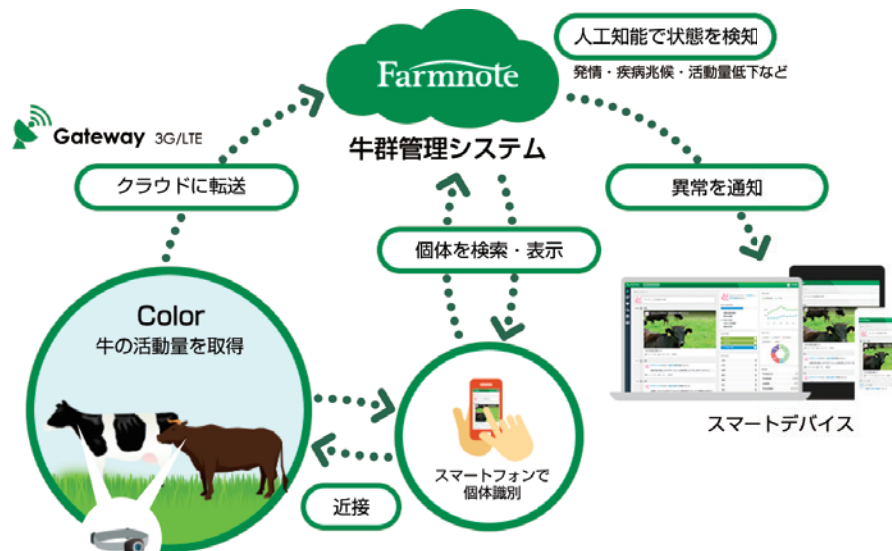 人工知能で状態を検知
発情・疾病兆候・活動量低下など
Farmnote
牛群管理システム
Gateway 3G/LTE
クラウドに転送
異常を通知
個体を検索・表示
Color
牛の活動量を取得
スマートフォンで
個体識別
近接
スマートデバイス